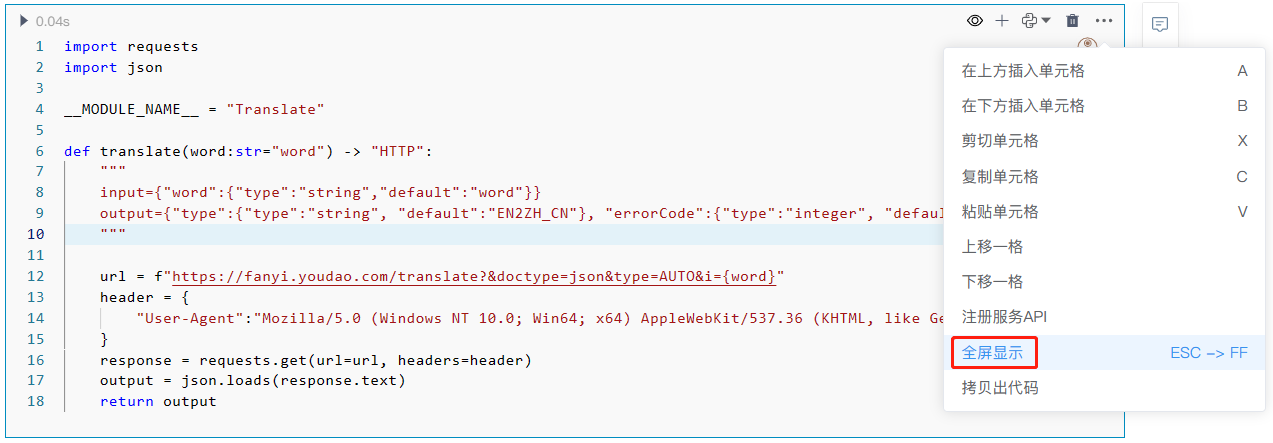 0.04s
1 import requests
2 import json
3
4 __MODULE_NAME__ = "Translate"
5
6 def translate(word:str="word") -> "HTTP":
7     """
8     input={"word":{"type":"string","default":"word"}}
9     output={"type":{"type":"string", "default":"EN2ZH_CN"}, "errorCode":{"type":"integer", "defau
10     """
11
12     url = f"https://fanyi.youdao.com/translate?&doctype=json&type=AUTO&i={word}"
13     header = {
14         "User-Agent":"Mozilla/5.0 (Windows NT 10.0; Win64; x64) AppleWebKit/537.36 (KHTML, like Ge
15     }
16     response = requests.get(url=url, headers=header)
17     output = json.loads(response.text)
18     return output
在上方插入单元格 A
在下方插入单元格 B
剪切单元格 X
复制单元格 C
粘贴单元格 V
上移一格
下移一格
注册服务API
全屏显示 ESC -> FF
拷贝出代码